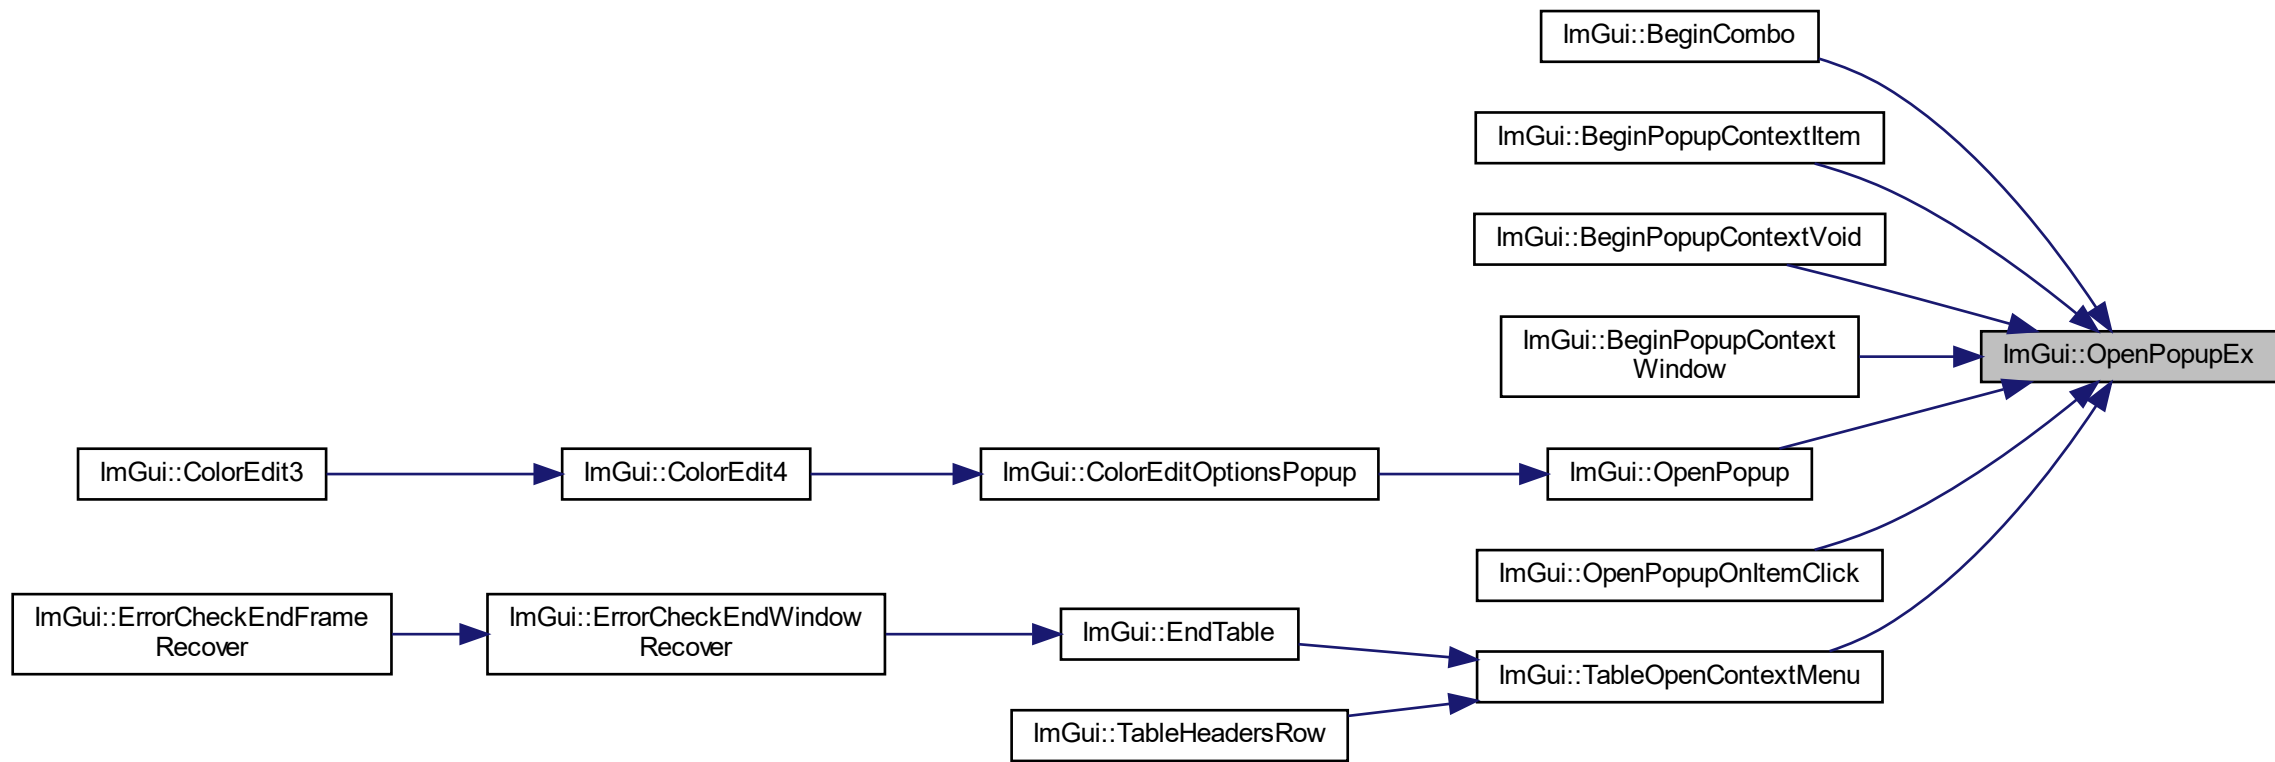 ImGui::BeginCombo
ImGui::BeginPopupContextItem
ImGui::BeginPopupContextVoid
ImGui::BeginPopupContext
Window
ImGui::OpenPopupEx
ImGui::ColorEdit3
ImGui::ColorEdit4
ImGui::ColorEditOptionsPopup
ImGui::OpenPopup
ImGui::OpenPopupOnItemClick
ImGui::ErrorCheckEndFrame
Recover
ImGui::ErrorCheckEndWindow
Recover
ImGui::EndTable
ImGui::TableOpenContextMenu
ImGui::TableHeadersRow